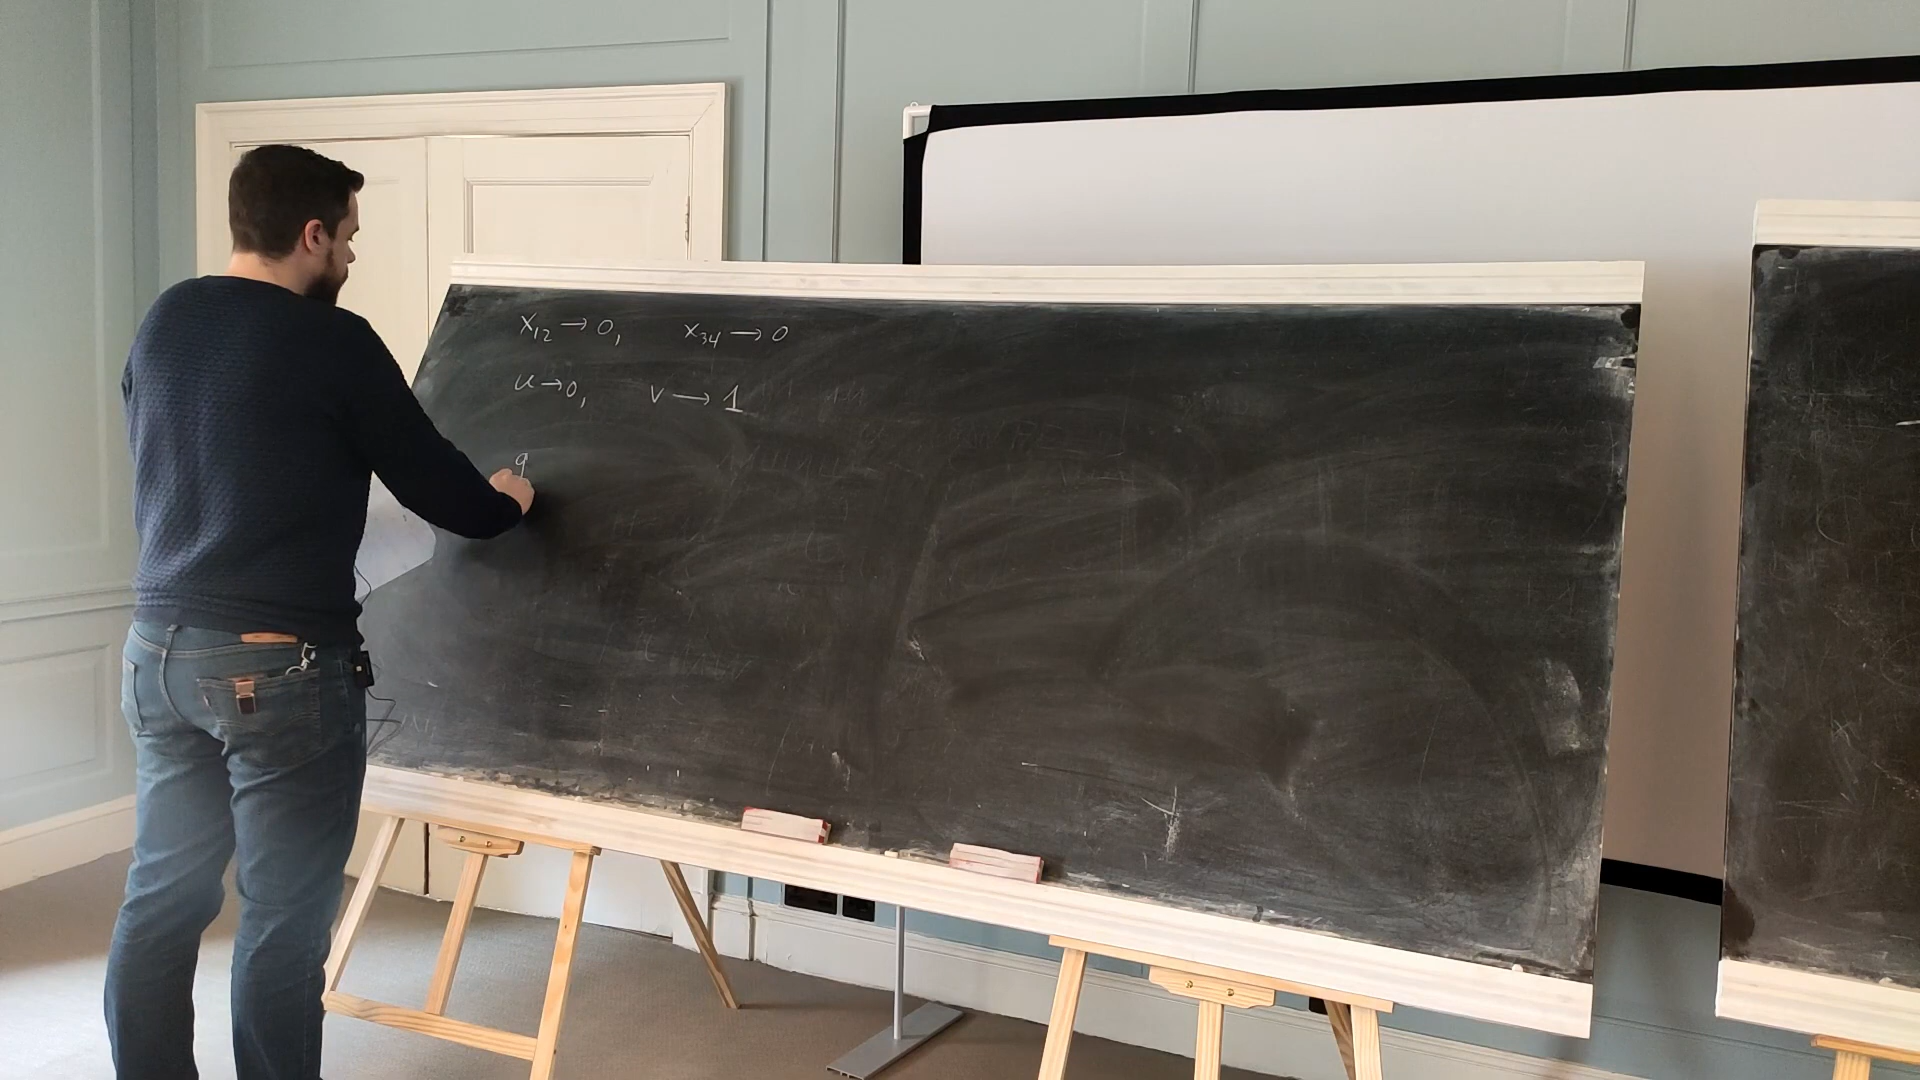 x₁₂ → 0, x₃₄ → 0
u → 0, v → 1
g